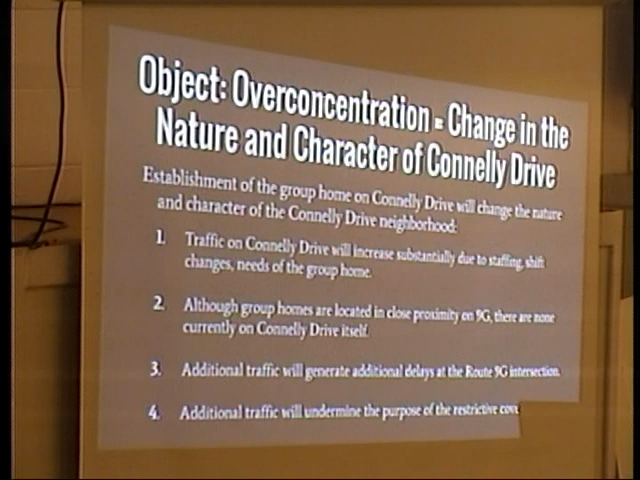 Object: Overconcentration = Change in the
Nature and Character of Connelly Drive
Establishment of the group home on Connelly Drive will change the nature
and character of the Connelly Drive neighborhood:
1. Traffic on Connelly Drive will increase substantially due to staffing, shift
changes, needs of the group home.
2. Although group homes are located in close proximity on 9G, there are none
currently on Connelly Drive itself.
3. Additional traffic will generate additional delays at the Route 9G intersection.
4. Additional traffic will undermine the purpose of the restrictive